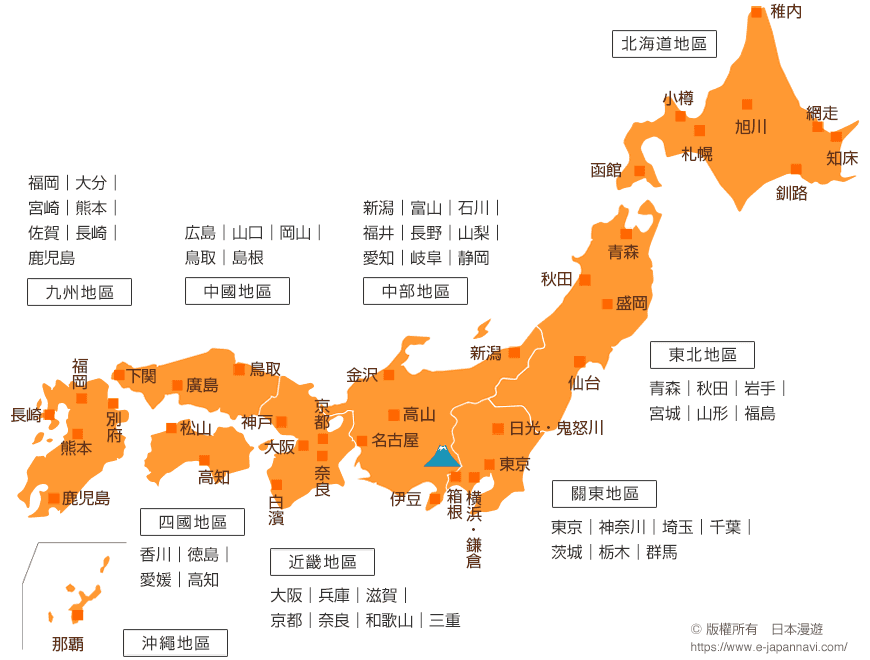 稚内
北海道地區
小樽
網走
旭川
札幌
知床
函館
釧路
福岡｜大分｜
宮崎｜熊本｜
佐賀｜長崎｜
鹿児島
九州地區
広島｜山口｜岡山｜
鳥取｜島根
中國地區
新潟｜富山｜石川｜
福井｜長野｜山梨｜
愛知｜岐阜｜静岡
中部地區
青森
秋田
盛岡
仙台
東北地區
青森｜秋田｜岩手｜
宮城｜山形｜福島
新潟
金沢
高山
名古屋
伊豆
日光・鬼怒川
東京
箱根
横浜・鎌倉
關東地區
東京｜神奈川｜埼玉｜千葉｜
茨城｜栃木｜群馬
福岡
下関
廣島
鳥取
長崎
別府
熊本
鹿児島
松山
高知
神戸
京都
大阪
奈良
白濱
四國地區
香川｜徳島｜
愛媛｜高知
近畿地區
大阪｜兵庫｜滋賀｜
京都｜奈良｜和歌山｜三重
那覇
沖繩地區
© 版權所有　日本漫遊
https://www.e-japannavi.com/